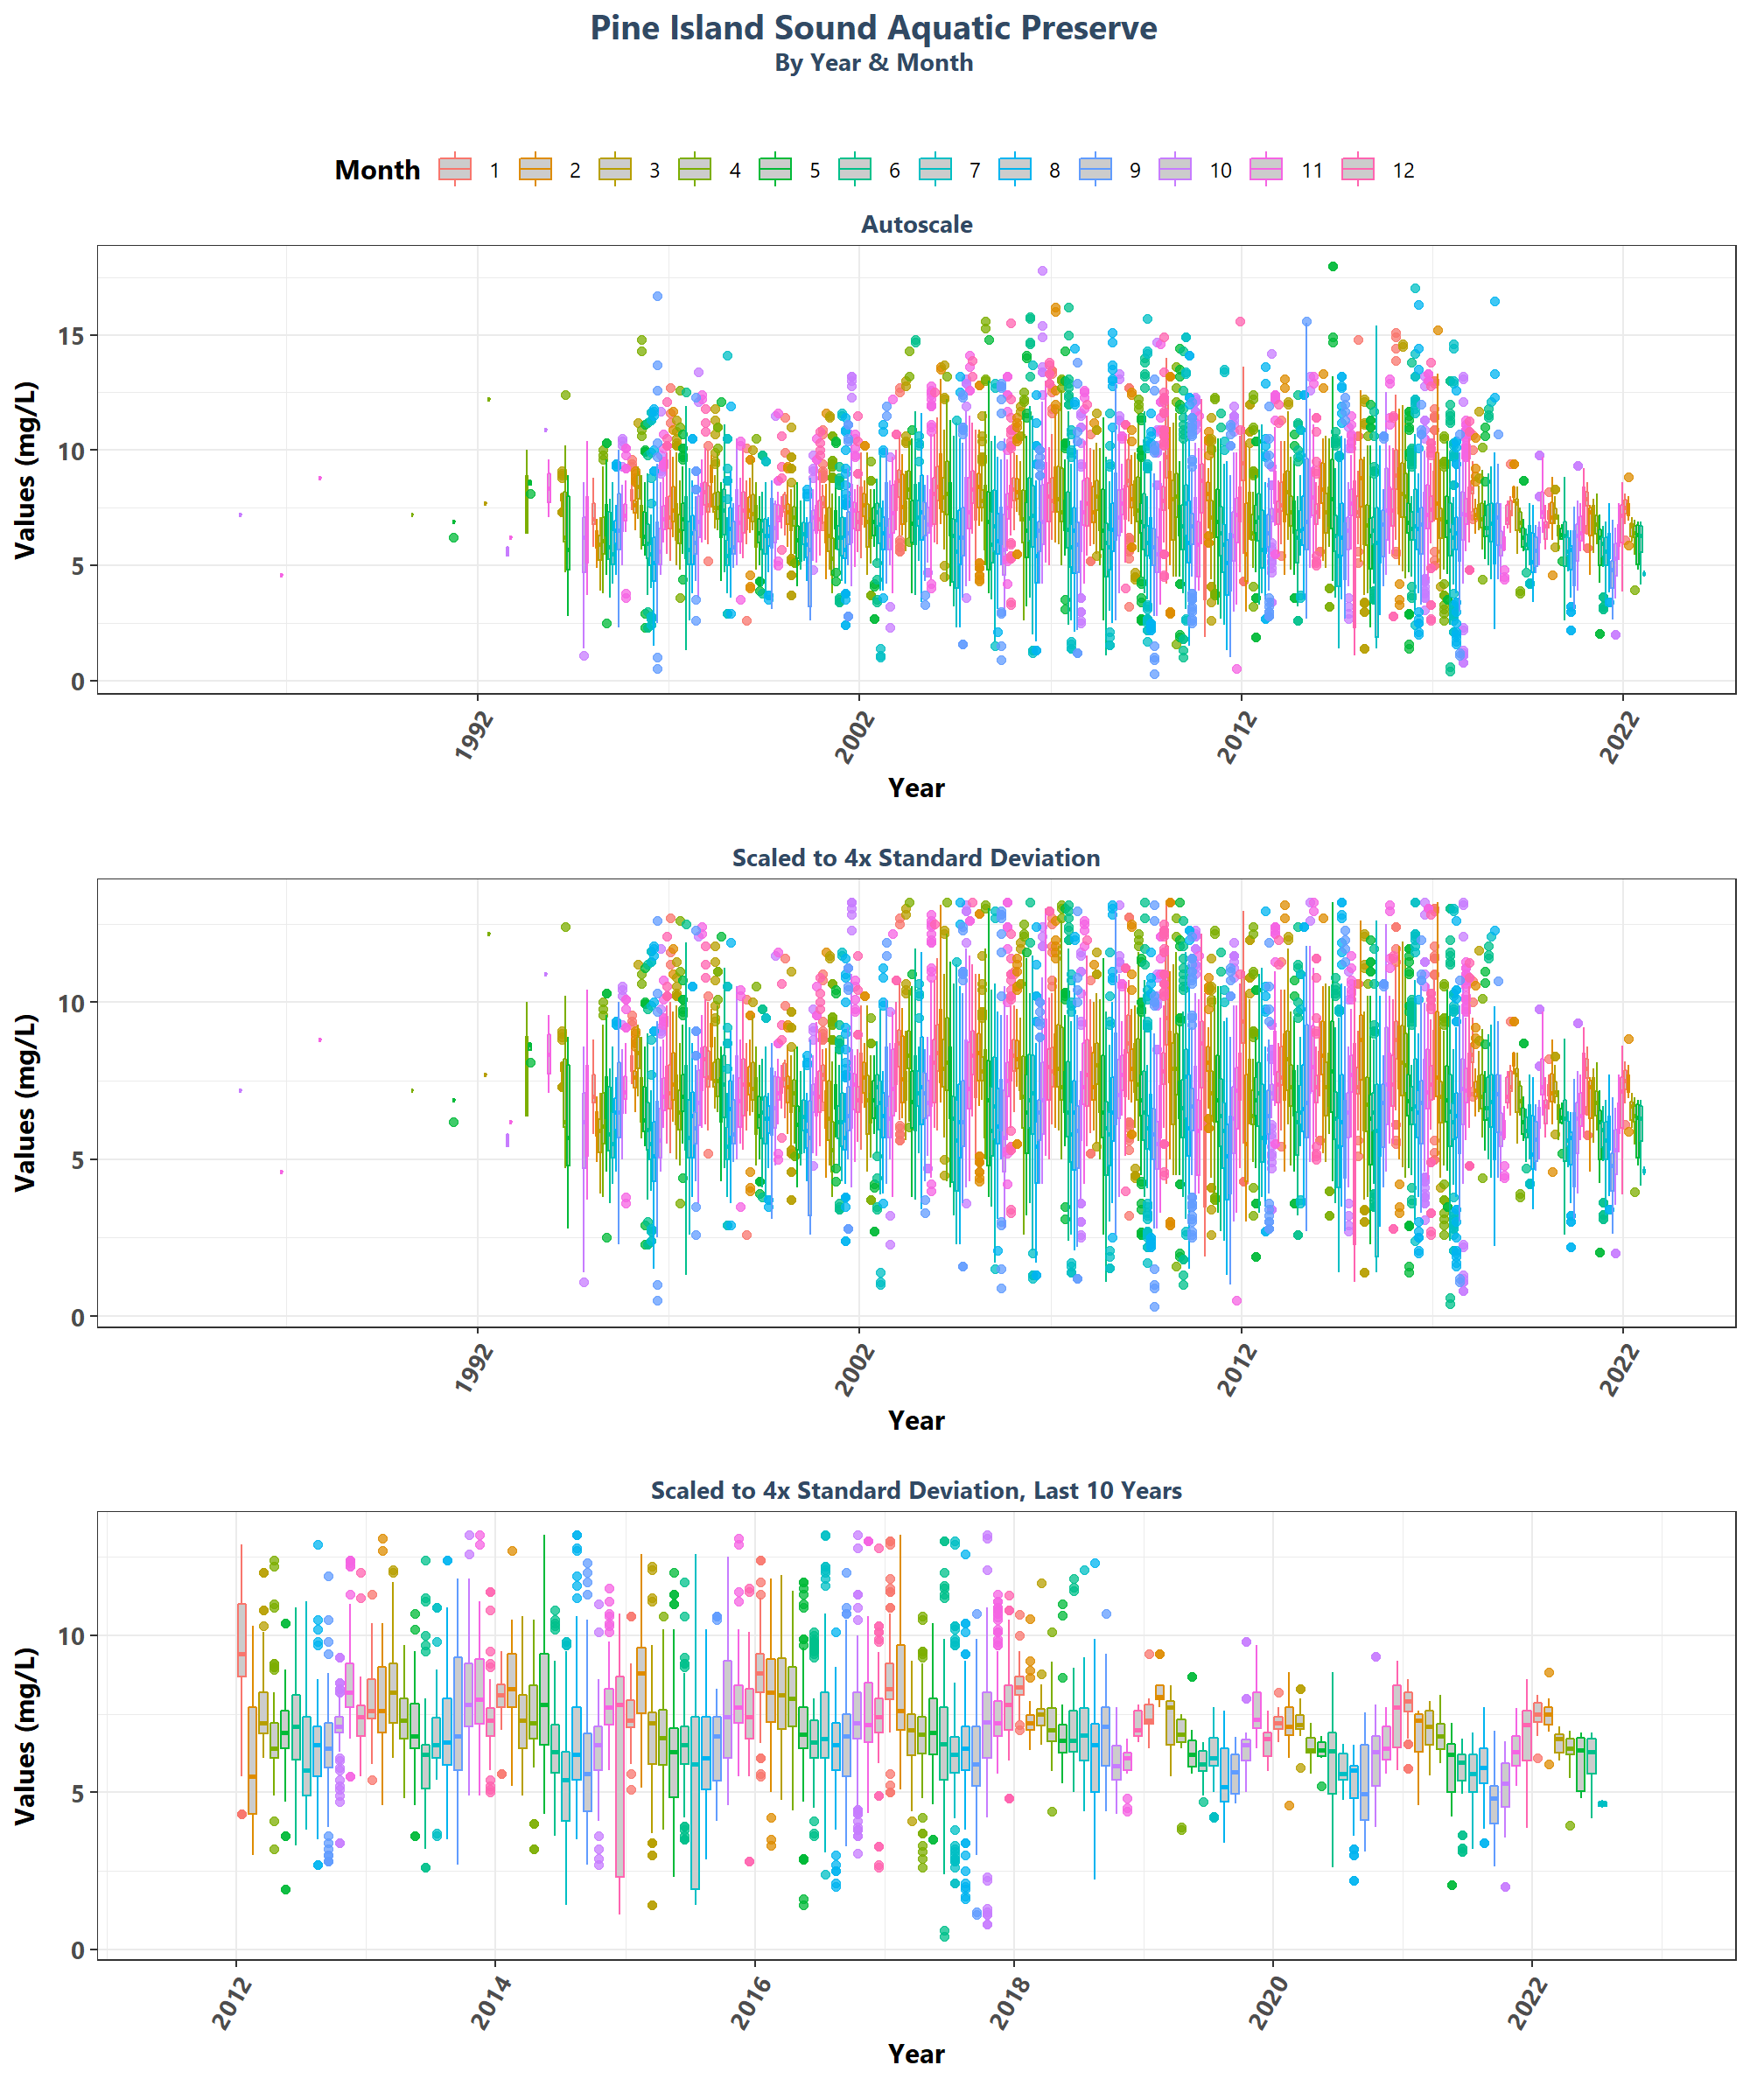 Pine Island Sound Aquatic Preserve
By Year & Month
Month 1 2 3 4 5 6 7 8 9 10 11 12
Autoscale
Values (mg/L)
15
10
5
0
1992 2002 2012 2022
Year
Scaled to 4x Standard Deviation
Values (mg/L)
10
5
0
1992 2002 2012 2022
Year
Scaled to 4x Standard Deviation, Last 10 Years
Values (mg/L)
10
5
0
2012 2014 2016 2018 2020 2022
Year